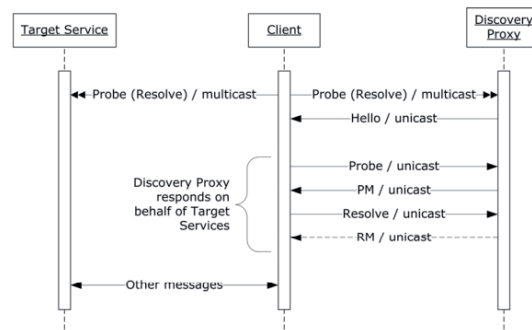 Target Service
Client
Discovery
Proxy
Probe (Resolve) / multicast
Probe (Resolve) / multicast
Hello / unicast
Probe / unicast
Discovery Proxy
responds on
behalf of Target
Services
PM / unicast
Resolve / unicast
RM / unicast
Other messages